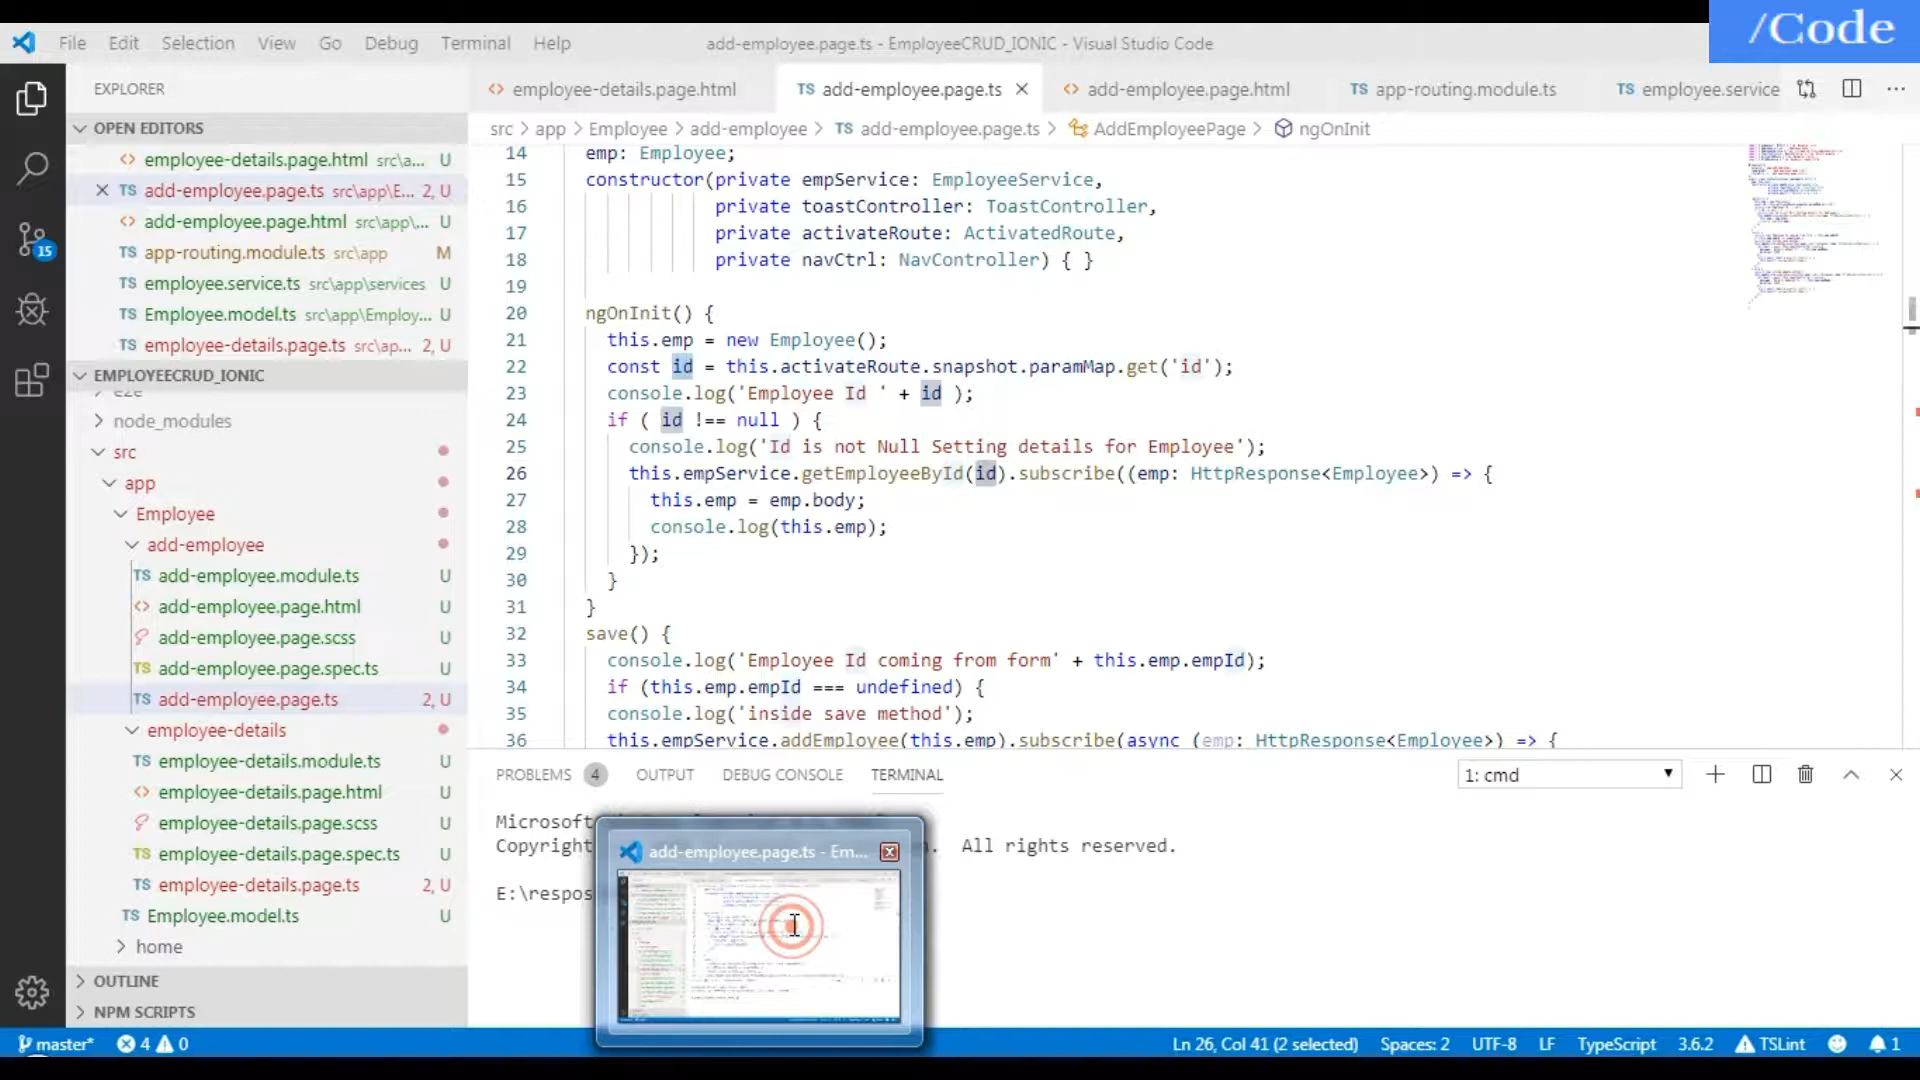 /Code
File Edit Selection View Go Debug Terminal Help
add-employee.page.ts - EmployeeCRUD_IONIC - Visual Studio Code
EXPLORER
employee-details.page.html
TS add-employee.page.ts
add-employee.page.html
TS app-routing.module.ts
TS employee.service
OPEN EDITORS
employee-details.page.html src\a... U
TS add-employee.page.ts src\app\E... 2, U
add-employee.page.html src\app\... U
TS app-routing.module.ts src\app M
TS employee.service.ts src\app\services U
TS Employee.model.ts src\app\Employ... U
TS employee-details.page.ts src\ap... 2, U
EMPLOYEECRUD_IONIC
e2e
node_modules
src
app
Employee
add-employee
TS add-employee.module.ts U
add-employee.page.html U
add-employee.page.scss U
TS add-employee.page.spec.ts U
TS add-employee.page.ts 2, U
employee-details
TS employee-details.module.ts U
employee-details.page.html U
employee-details.page.scss U
TS employee-details.page.spec.ts U
TS employee-details.page.ts 2, U
TS Employee.model.ts U
home
OUTLINE
NPM SCRIPTS
15
src > app > Employee > add-employee > TS add-employee.page.ts > AddEmployeePage > ngOnInit
14 emp: Employee;
15 constructor(private empService: EmployeeService,
16 private toastController: ToastController,
17 private activateRoute: ActivatedRoute,
18 private navCtrl: NavController) { }
19
20 ngOnInit() {
21 this.emp = new Employee();
22 const id = this.activateRoute.snapshot.paramMap.get('id');
23 console.log('Employee Id ' + id );
24 if ( id !== null ) {
25 console.log('Id is not Null Setting details for Employee');
26 this.empService.getEmployeeById(id).subscribe((emp: HttpResponse<Employee>) => {
27 this.emp = emp.body;
28 console.log(this.emp);
29 });
30 }
31 }
32 save() {
33 console.log('Employee Id coming from form' + this.emp.empId);
34 if (this.emp.empId === undefined) {
35 console.log('inside save method');
36 this.empService.addEmployee(this.emp).subscribe(async (emp: HttpResponse<Employee>) => {
PROBLEMS 4 OUTPUT DEBUG CONSOLE TERMINAL
1: cmd
Microsoft
Copyright
All rights reserved.
E:\respos
add-employee.page.ts - Em...
master* 4 0
Ln 26, Col 41 (2 selected) Spaces: 2 UTF-8 LF TypeScript 3.6.2 TSLint 1